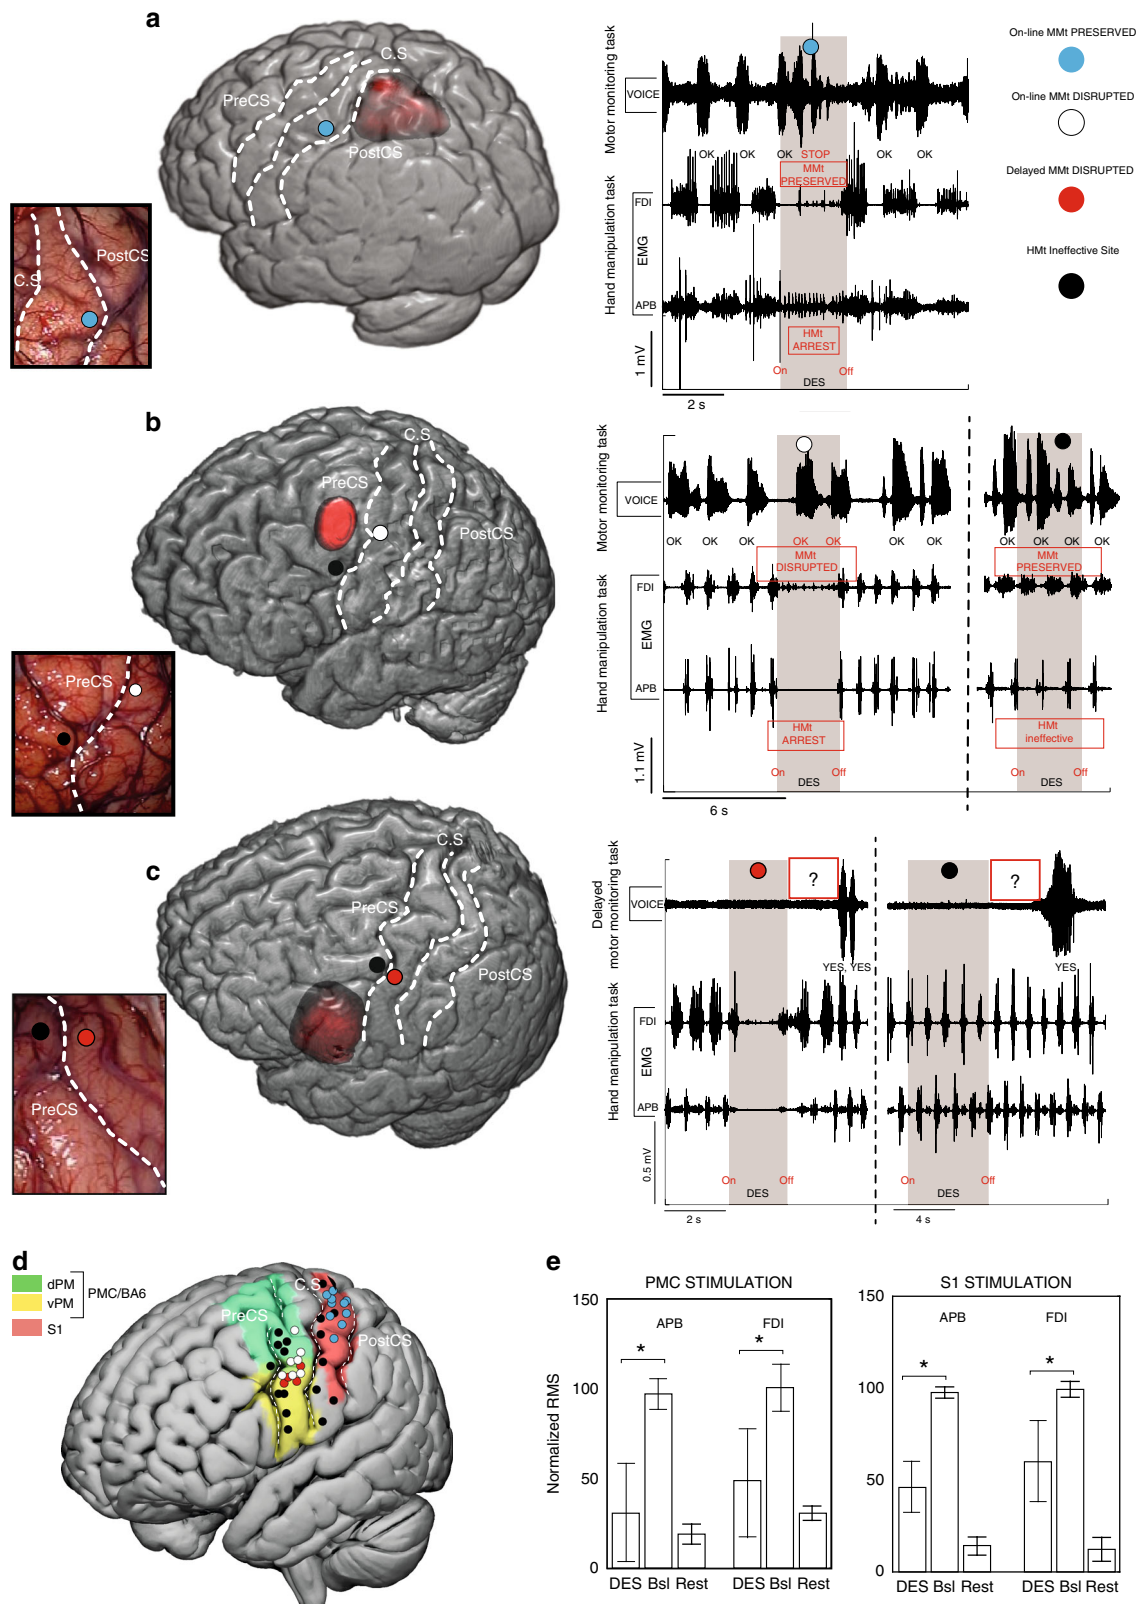 a
C.S
PreCS
PostCS
C.S
PostCS
Motor monitoring task
VOICE
OK OK OK STOP OK OK
MMt
PRESERVED
Hand manipulation task
EMG
FDI
APB
HMt
ARREST
On Off
DES
1 mV
2 s
On-line MMt PRESERVED
On-line MMt DISRUPTED
Delayed MMt DISRUPTED
HMt Ineffective Site
b
C.S
PreCS
PostCS
PreCS
Motor monitoring task
VOICE
OK OK OK OK OK OK OK OK OK OK OK
MMt
DISRUPTED
MMt
PRESERVED
Hand manipulation task
EMG
FDI
APB
HMt
ARREST
HMt
ineffective
On Off
DES
On Off
DES
1.1 mV
6 s
c
C.S
PreCS
PostCS
PreCS
Delayed
motor monitoring task
VOICE
? ?
YES, YES YES
Hand manipulation task
EMG
FDI
APB
On Off
DES
On Off
DES
0.5 mV
2 s
4 s
d
dPM
vPM
PMC/BA6
S1
C.S
PreCS
PostCS
e
PMC STIMULATION
Normalized RMS
150
100
50
0
APB FDI
* *
DES Bsl Rest DES Bsl Rest
S1 STIMULATION
150
100
50
0
APB FDI
* *
DES Bsl Rest DES Bsl Rest